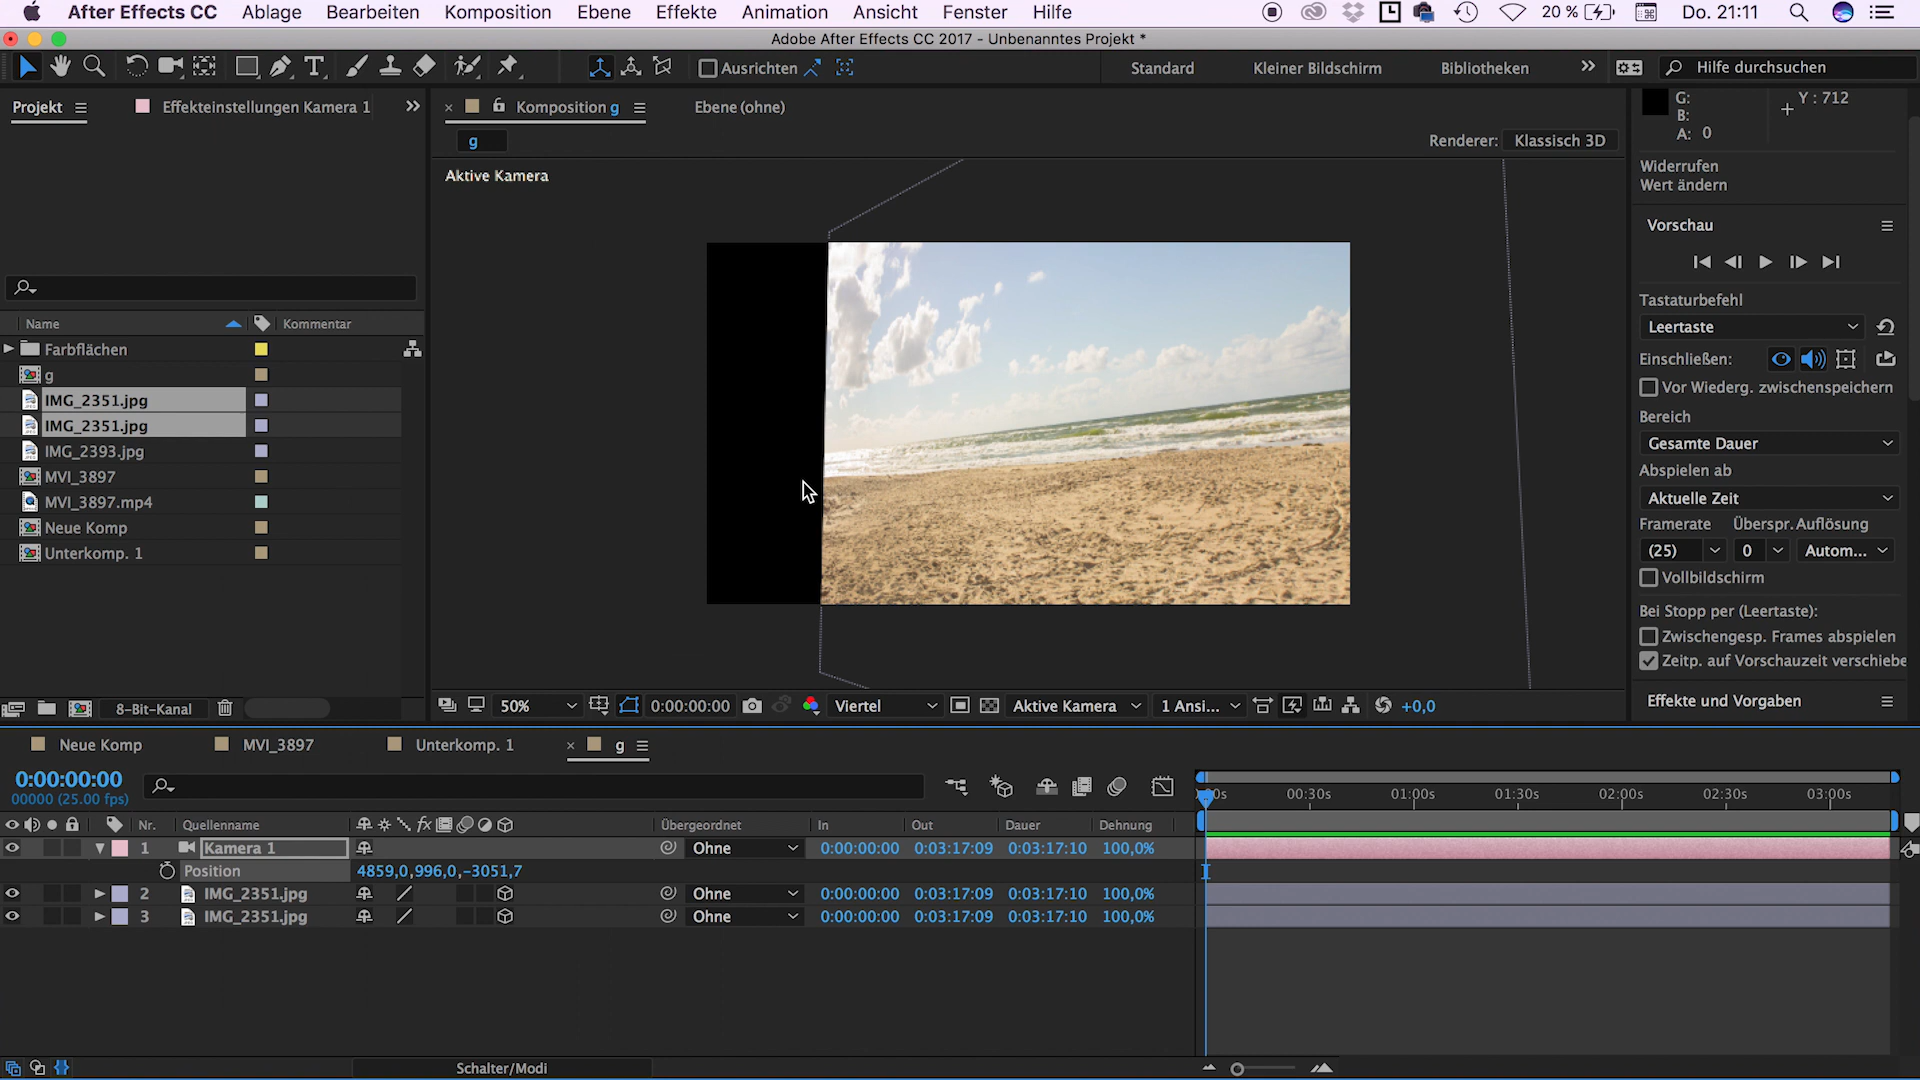 After Effects CC Ablage Bearbeiten Komposition Ebene Effekte Animation Ansicht Fenster Hilfe 20 % Do. 21:11
Adobe After Effects CC 2017 - Unbenanntes Projekt *
Ausrichten Standard Kleiner Bildschirm Bibliotheken >> Hilfe durchsuchen
Projekt Effekteinstellungen Kamera 1 >> × Komposition g Ebene (ohne)
G:
B:
A: 0
Y : 712
g Renderer: Klassisch 3D
Aktive Kamera
Widerrufen
Wert ändern
Vorschau
Tastaturbefehl
Leertaste
Einschließen:
Vor Wiederg. zwischenspeichern
Bereich
Gesamte Dauer
Abspielen ab
Aktuelle Zeit
Framerate Überspr. Auflösung
(25) 0 Autom...
Vollbildschirm
Bei Stopp per (Leertaste):
Zwischengesp. Frames abspielen
Zeitp. auf Vorschauzeit verschiebe
Effekte und Vorgaben
Name Kommentar
Farbflächen
g
IMG_2351.jpg
IMG_2351.jpg
IMG_2393.jpg
MVI_3897
MVI_3897.mp4
Neue Komp
Unterkomp. 1
8-Bit-Kanal
50% 0:00:00:00 Viertel Aktive Kamera 1 Ansi... +0,0
Neue Komp MVI_3897 Unterkomp. 1 × g
0:00:00:00
00000 (25.00 fps)
00s 00:30s 01:00s 01:30s 02:00s 02:30s 03:00s
Nr. Quellenname fx Übergeordnet In Out Dauer Dehnung
1 Kamera 1 Ohne 0:00:00:00 0:03:17:09 0:03:17:10 100,0%
Position 4859,0,996,0,-3051,7
2 IMG_2351.jpg Ohne 0:00:00:00 0:03:17:09 0:03:17:10 100,0%
3 IMG_2351.jpg Ohne 0:00:00:00 0:03:17:09 0:03:17:10 100,0%
Schalter/Modi